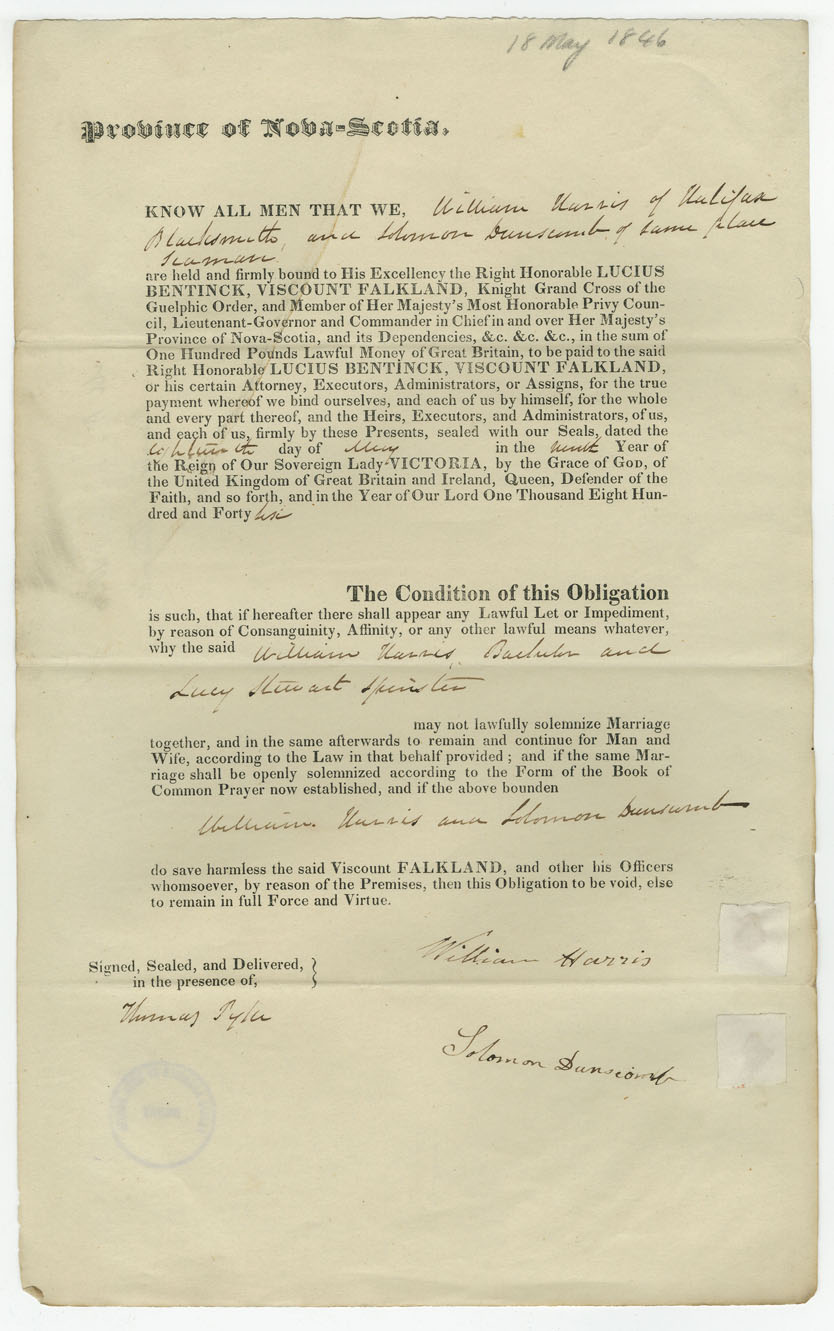 18 May 1846
Province of Nova-Scotia.
KNOW ALL MEN THAT WE, William Harris of Halifax
Blacksmith, and Solomon Dunscomb of same place
Seaman.
are held and firmly bound to His Excellency the Right Honorable LUCIUS
BENTINCK, VISCOUNT FALKLAND, Knight Grand Cross of the
Guelphic Order, and Member of Her Majesty's Most Honorable Privy Coun-
cil, Lieutenant-Governor and Commander in Chief in and over Her Majesty's
Province of Nova-Scotia, and its Dependencies, &c. &c. &c., in the sum of
One Hundred Pounds Lawful Money of Great Britain, to be paid to the said
Right Honorable LUCIUS BENTINCK, VISCOUNT FALKLAND,
or his certain Attorney, Executors, Administrators, or Assigns, for the true
payment whereof we bind ourselves, and each of us by himself, for the whole
and every part thereof, and the Heirs, Executors, and Administrators, of us,
and each of us, firmly by these Presents, sealed with our Seals, dated the
eighteenth day of May in the ninth Year of
the Reign of Our Sovereign Lady VICTORIA, by the Grace of God, of
the United Kingdom of Great Britain and Ireland, Queen, Defender of the
Faith, and so forth, and in the Year of Our Lord One Thousand Eight Hun-
dred and Forty six
The Condition of this Obligation
is such, that if hereafter there shall appear any Lawful Let or Impediment,
by reason of Consanguinity, Affinity, or any other lawful means whatever,
why the said William Harris, Bachelor and
Lucy Stewart Spinster
may not lawfully solemnize Marriage
together, and in the same afterwards to remain and continue for Man and
Wife, according to the Law in that behalf provided ; and if the same Mar-
riage shall be openly solemnized according to the Form of the Book of
Common Prayer now established, and if the above bounden
William Harris and Solomon Dunscomb
do save harmless the said Viscount FALKLAND, and other his Officers
whomsoever, by reason of the Premises, then this Obligation to be void, else
to remain in full Force and Virtue.
William Harris
Signed, Sealed, and Delivered,
in the presence of,
Thomas Pyke
Solomon Dunscomb